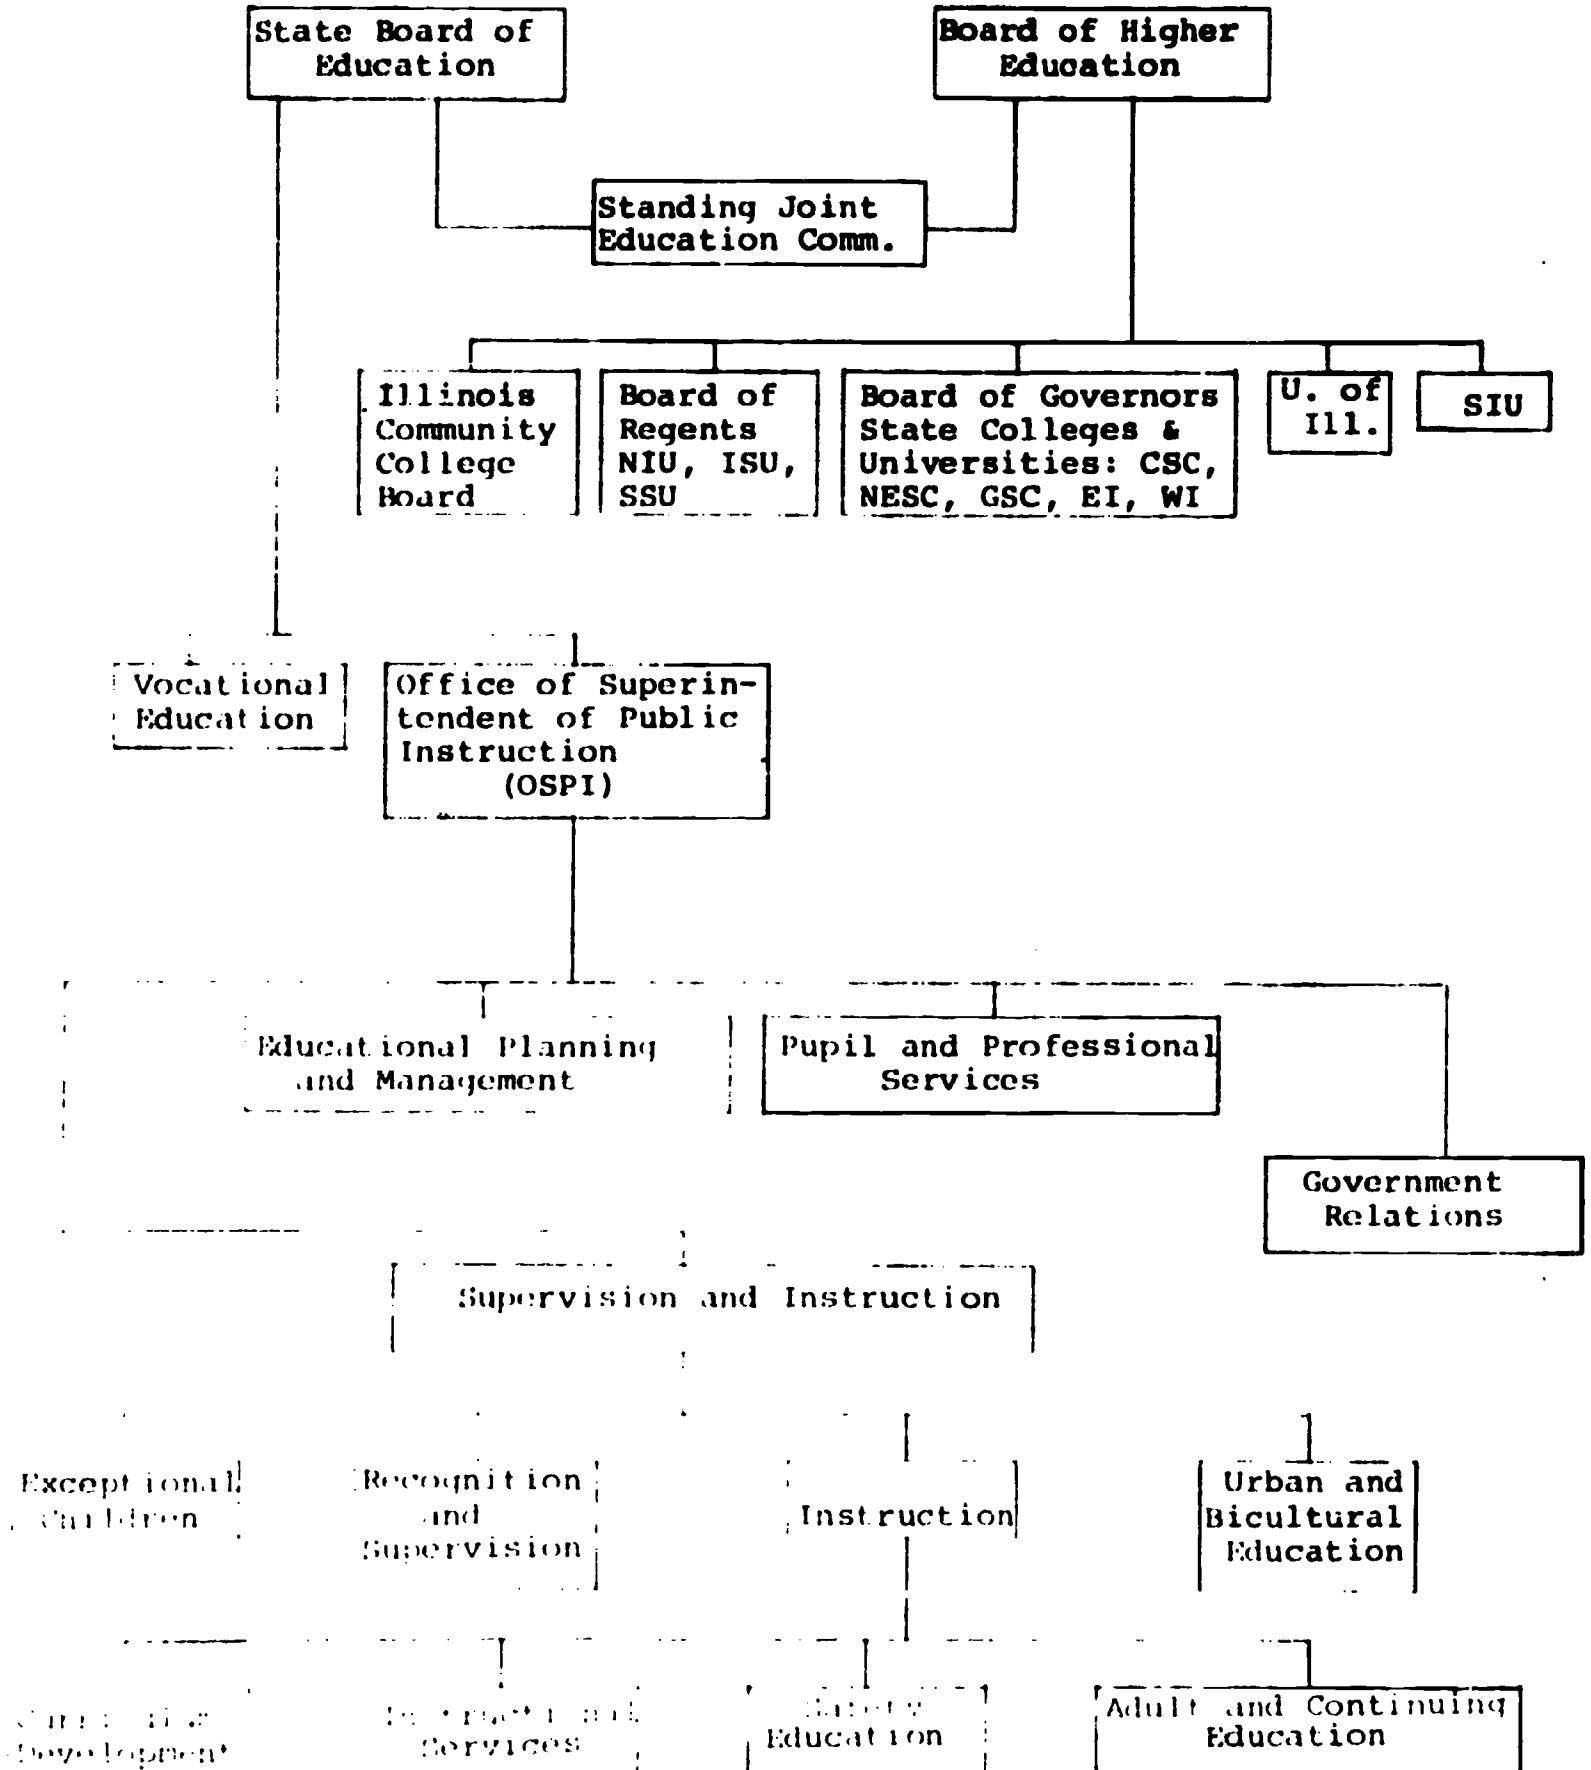 State Board of
Education
Board of Higher
Education
Standing Joint
Education Comm.
Illinois
Community
College
Board
Board of
Regents
NIU, ISU,
SSU
Board of Governors
State Colleges &
Universities: CSC,
NESC, GSC, EI, WI
U. of
Ill.
SIU
Vocational
Education
Office of Superin-
tendent of Public
Instruction
(OSPI)
Educational Planning
and Management
Pupil and Professional
Services
Government
Relations
Supervision and Instruction
Exceptional
Children
Recognition
and
Supervision
Instruction
Urban and
Bicultural
Education
Development
Instructional
Services
Safety
Education
Adult and Continuing
Education